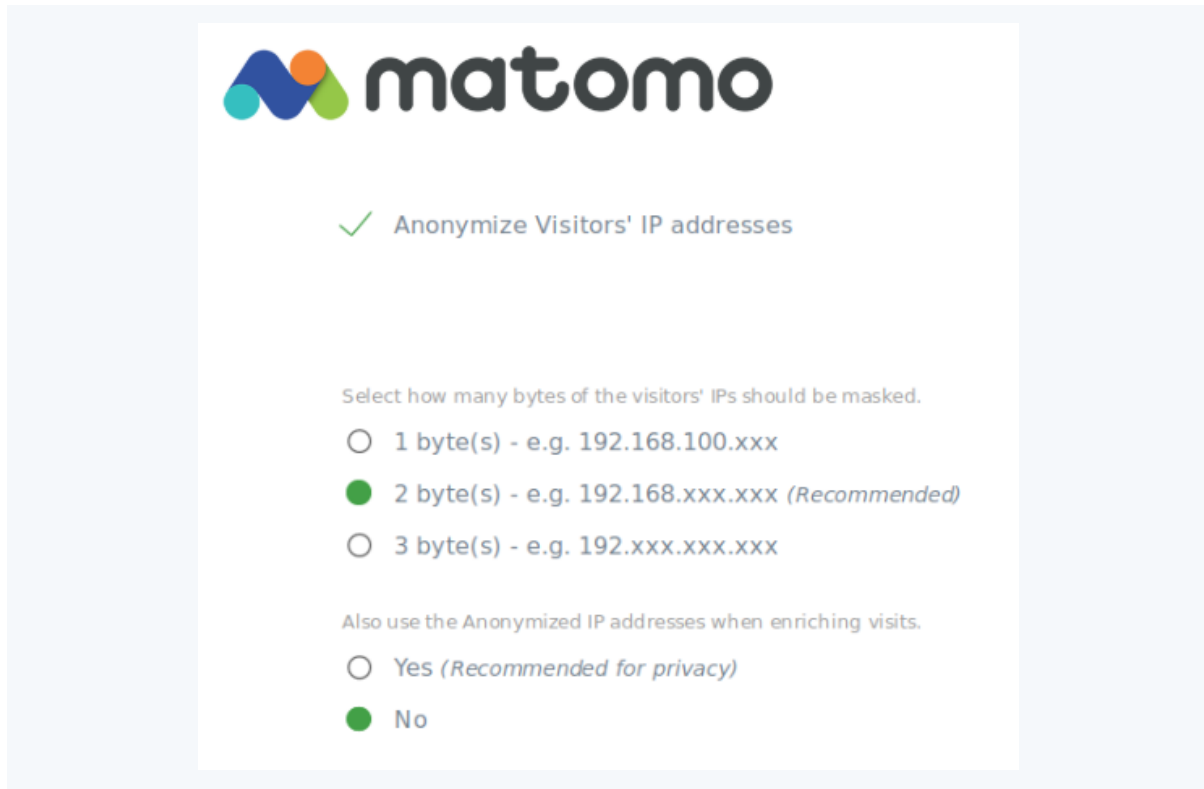 matomo
Anonymize Visitors' IP addresses
Select how many bytes of the visitors' IPs should be masked.
1 byte(s) - e.g. 192.168.100.xxx
2 byte(s) - e.g. 192.168.xxx.xxx (Recommended)
3 byte(s) - e.g. 192.xxx.xxx.xxx
Also use the Anonymized IP addresses when enriching visits.
Yes (Recommended for privacy)
No